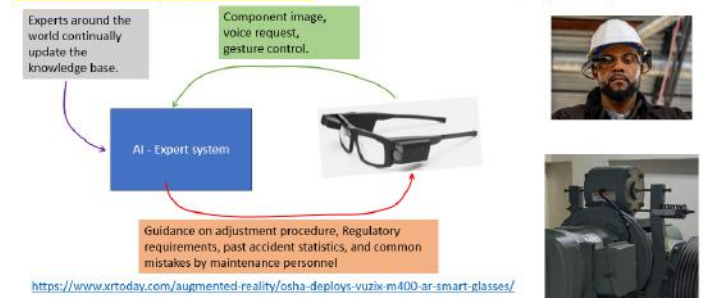 Experts around the
world continually
update the
knowledge base.
Component image,
voice request,
gesture control.
AI - Expert system
Guidance on adjustment procedure, Regulatory
requirements, past accident statistics, and common
mistakes by maintenance personnel
https://www.xrtoday.com/augmented-reality/osha-deploys-vuzix-m400-ar-smart-glasses/